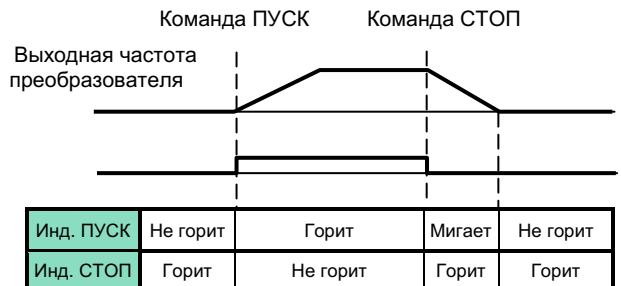 Команда ПУСК Команда СТОП
Выходная частота
преобразователя
Инд. ПУСК Не горит Горит Мигает Не горит
Инд. СТОП Горит Не горит Горит Горит